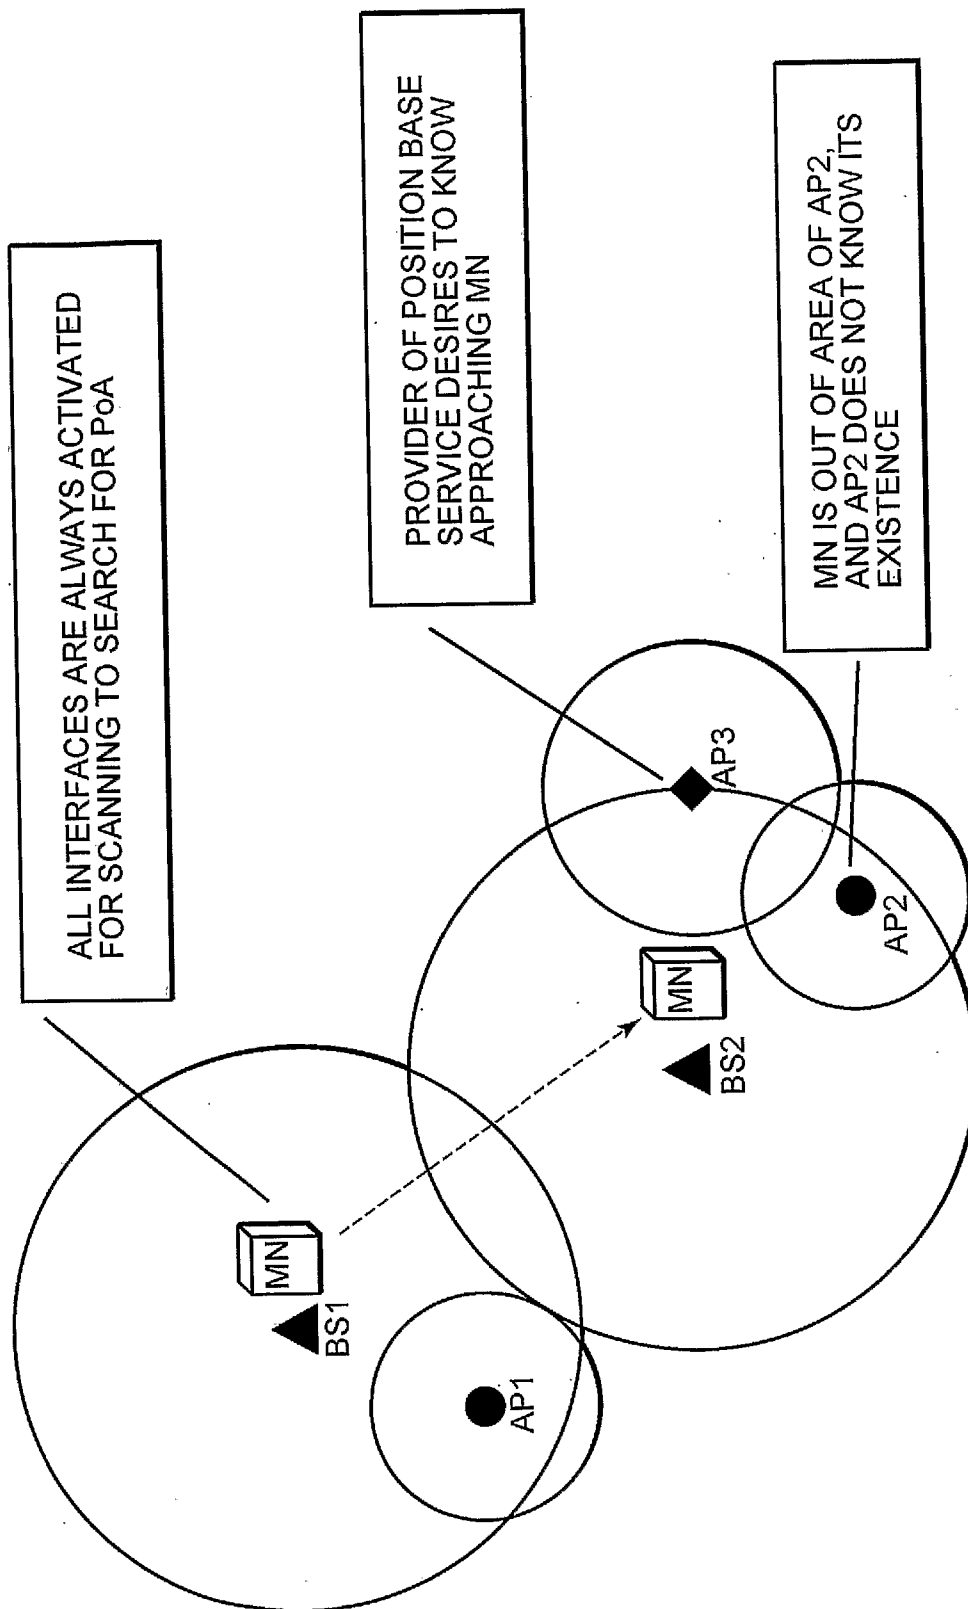 ALL INTERFACES ARE ALWAYS ACTIVATED
FOR SCANNING TO SEARCH FOR PoA
PROVIDER OF POSITION BASE
SERVICE DESIRES TO KNOW
APPROACHING MN
MN IS OUT OF AREA OF AP2,
AND AP2 DOES NOT KNOW ITS
EXISTENCE
MN
BS1
AP1
MN
BS2
AP3
AP2